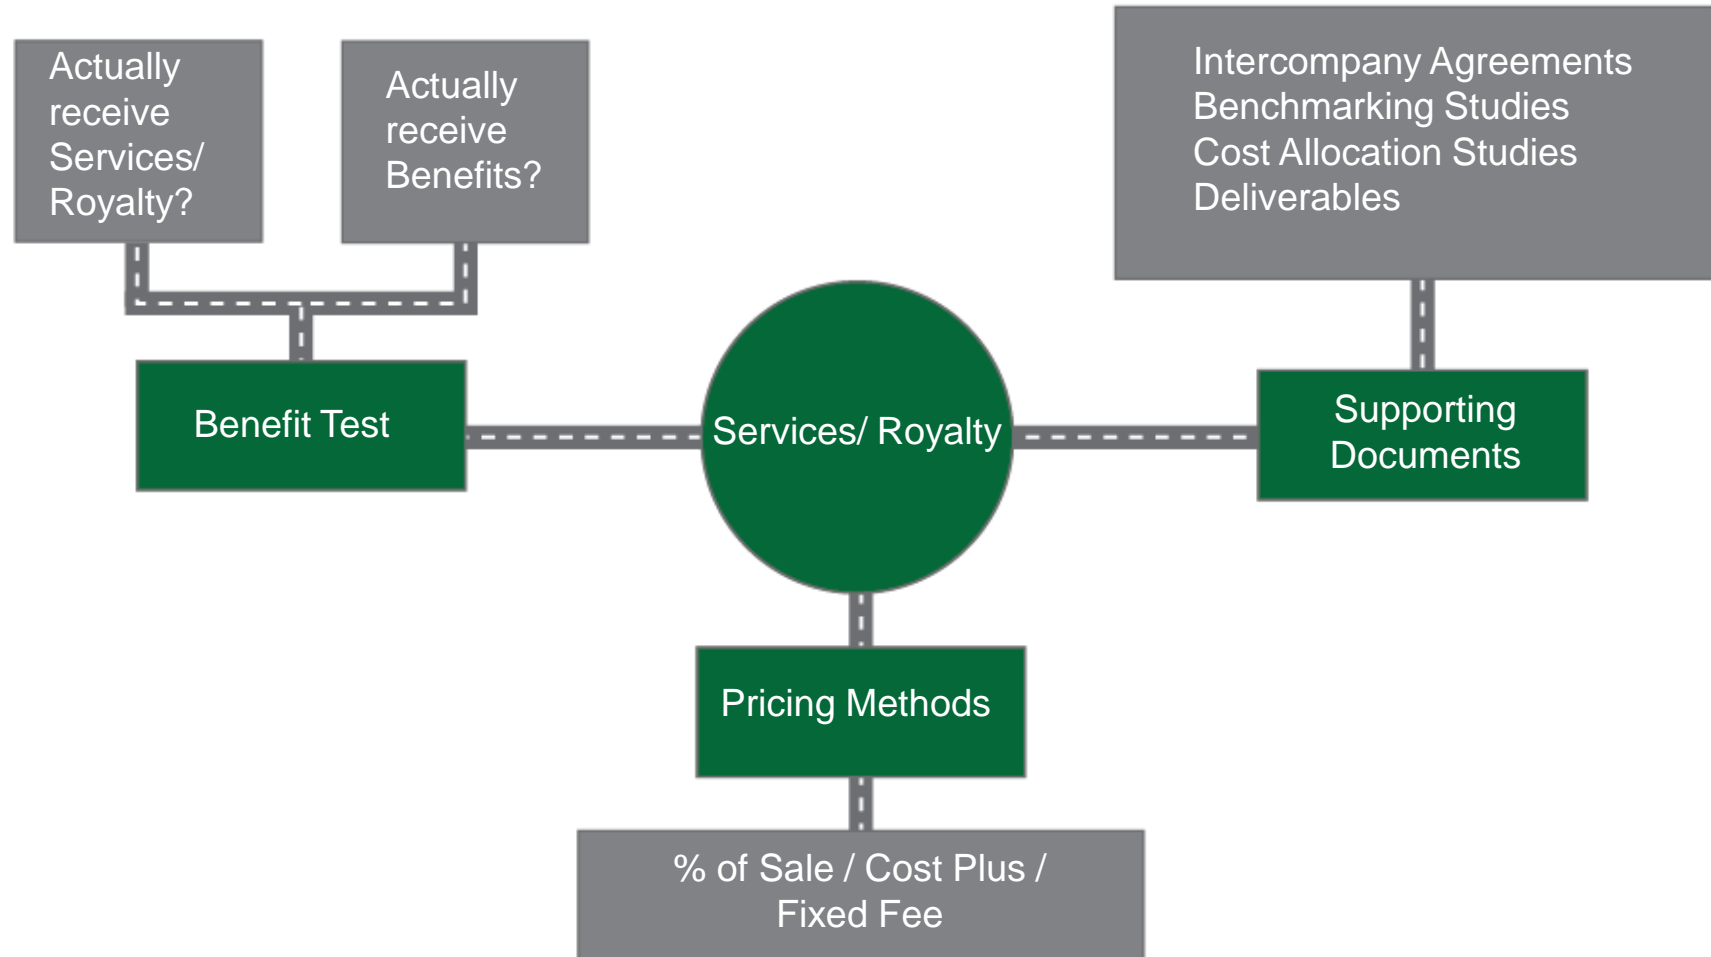 Actually
receive
Services/
Royalty?
Actually
receive
Benefits?
Intercompany Agreements
Benchmarking Studies
Cost Allocation Studies
Deliverables
Benefit Test
Services/ Royalty
Supporting
Documents
Pricing Methods
% of Sale / Cost Plus /
Fixed Fee